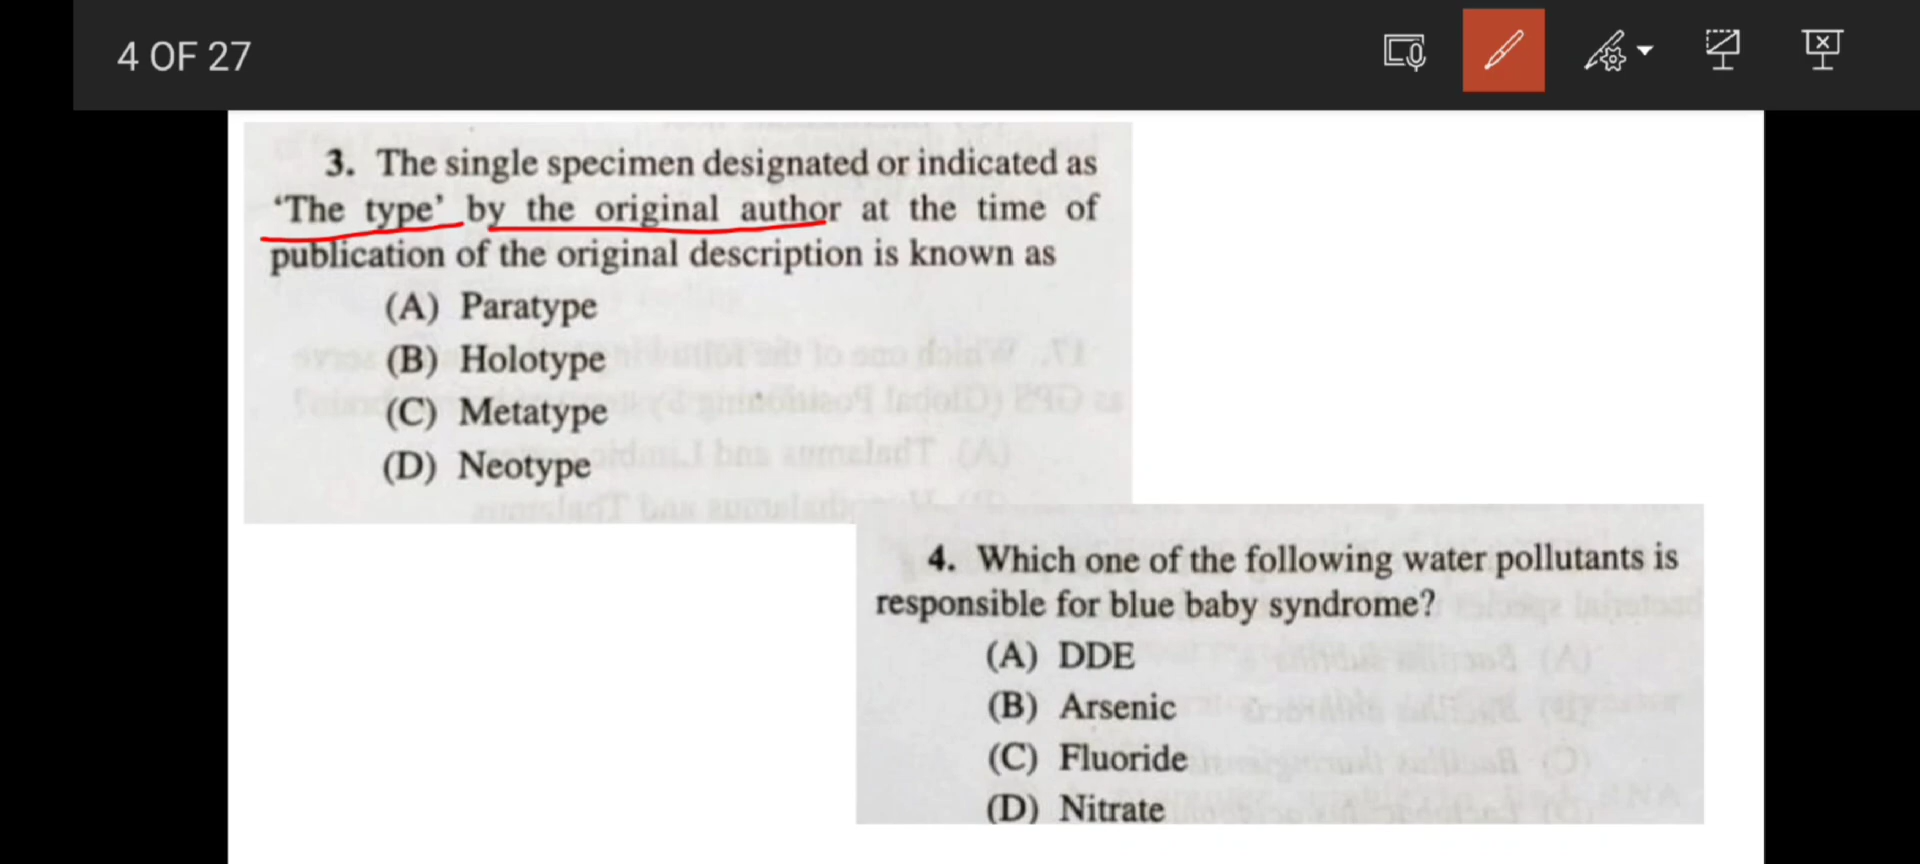 4 OF 27
3. The single specimen designated or indicated as
'The type' by the original author at the time of
publication of the original description is known as
(A) Paratype
(B) Holotype
(C) Metatype
(D) Neotype
4. Which one of the following water pollutants is
responsible for blue baby syndrome?
(A) DDE
(B) Arsenic
(C) Fluoride
(D) Nitrate